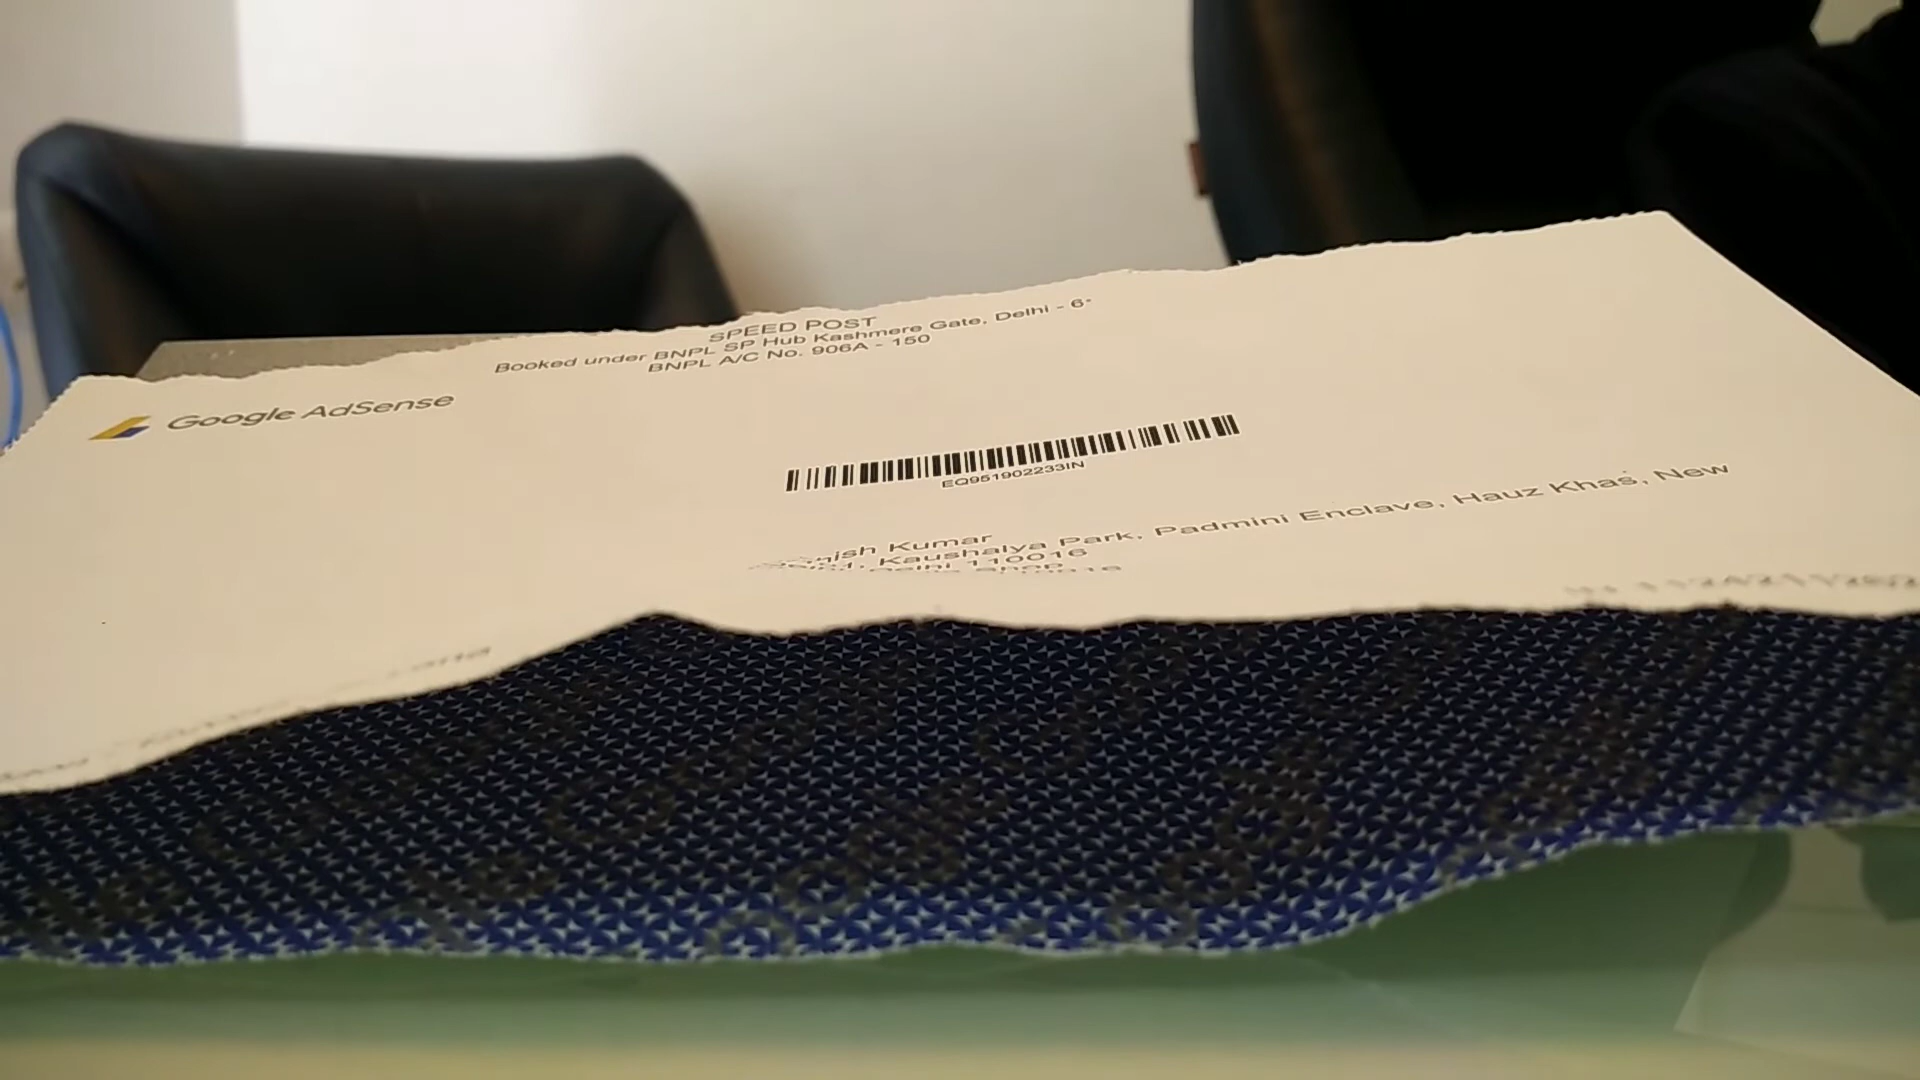 SPEED POST
Booked under BNPL SP Hub Kashmere Gate, Delhi - 6
BNPL A/C No. 906A - 150
Google AdSense
EQ951902233IN
Kumar
Kaushalya Park, Padmini Enclave, Hauz Khas, New
Delhi 110016